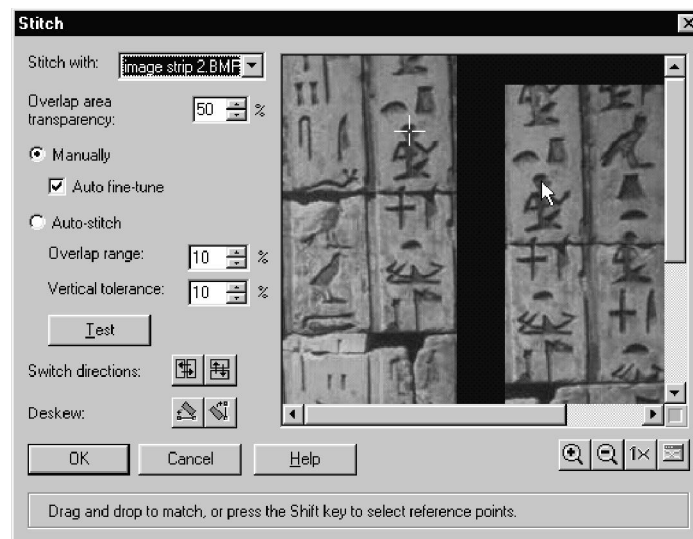 Stitch
Stitch with: image strip 2.BMP
Overlap area
transparency: 50 %
Manually
Auto fine-tune
Auto-stitch
Overlap range: 10 %
Vertical tolerance: 10 %
Test
Switch directions:
Deskew:
1×
OK Cancel Help
Drag and drop to match, or press the Shift key to select reference points.